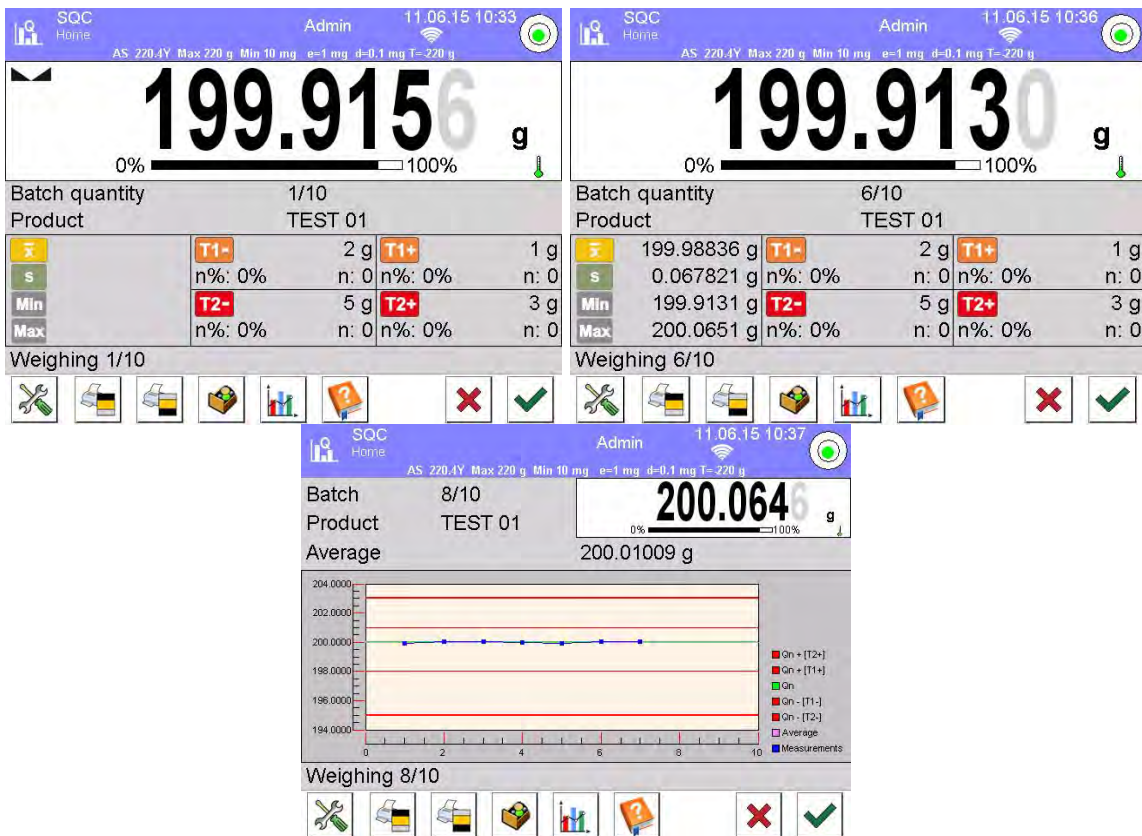 SQC Admin 11.06.15 10:33
Home
AS 220.4Y Max 220 g Min 10 mg e=1 mg d=0.1 mg T=-220 g
199.9156 g
0% 100%
Batch quantity 1/10
Product TEST 01
x T1- 2 g T1+ 1 g
s n%: 0% n: 0 n%: 0% n: 0
Min T2- 5 g T2+ 3 g
Max n%: 0% n: 0 n%: 0% n: 0
Weighing 1/10
SQC Admin 11.06.15 10:36
Home
AS 220.4Y Max 220 g Min 10 mg e=1 mg d=0.1 mg T=-220 g
199.9130 g
0% 100%
Batch quantity 6/10
Product TEST 01
x 199.98836 g T1- 2 g T1+ 1 g
s 0.067821 g n%: 0% n: 0 n%: 0% n: 0
Min 199.9131 g T2- 5 g T2+ 3 g
Max 200.0651 g n%: 0% n: 0 n%: 0% n: 0
Weighing 6/10
SQC Admin 11.06.15 10:37
Home
AS 220.4Y Max 220 g Min 10 mg e=1 mg d=0.1 mg T=-220 g
Batch 8/10
200.0646 g
Product TEST 01
0% 100%
Average 200.01009 g
204.0000
202.0000
200.0000
198.0000
196.0000
194.0000
0 2 4 6 8 10
Qn + [T2+]
Qn + [T1+]
Qn
Qn - [T1-]
Qn - [T2-]
Average
Measurements
Weighing 8/10